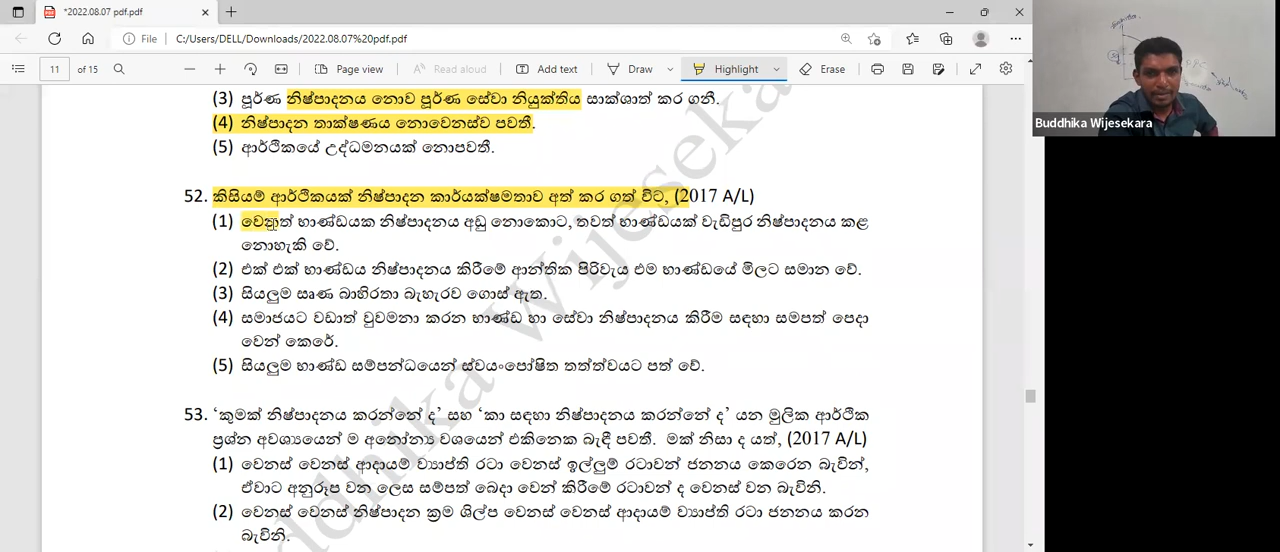 *2022.08.07 pdf.pdf
File C:/Users/DELL/Downloads/2022.08.07%20pdf.pdf
11 of 15 Page view Read aloud Add text Draw Highlight Erase
Buddhika Wijesekara
(3) පූර්ණ නිෂ්පාදනය නොව පූර්ණ සේවා නියුක්තිය සාක්ශාත් කර ගනී.
(4) නිෂ්පාදන තාක්ෂණය නොවෙනස්ව පවතී.
(5) ආර්ථිකයේ උද්ධමනයක් නොපවතී.
52. කිසියම් ආර්ථිකයක් නිෂ්පාදන කාර්යක්ෂමතාව අත් කර ගත් විට, (2017 A/L)
(1) වෙනත් භාණ්ඩයක නිෂ්පාදනය අඩු නොකොට, තවත් භාණ්ඩයක් වැඩිපුර නිෂ්පාදනය කළ
නොහැකි වේ.
(2) එක් එක් භාණ්ඩය නිෂ්පාදනය කිරීමේ ආන්තික පිරිවැය එම භාණ්ඩයේ මිලට සමාන වේ.
(3) සියලුම සෘණ බාහිරතා බැහැරව ගොස් ඇත.
(4) සමාජයට වඩාත් වුවමනා කරන භාණ්ඩ හා සේවා නිෂ්පාදනය කිරීම සඳහා සමපත් පෙදා
වෙන් කෙරේ.
(5) සියලුම භාණ්ඩ සම්පන්ධයෙන් ස්වයංපෝෂිත තත්ත්වයට පත් වේ.
53. ‘කුමක් නිෂ්පාදනය කරන්නේ ද’ සහ ‘කා සඳහා නිෂ්පාදනය කරන්නේ ද’ යන මුලික ආර්ථික
ප්‍රශ්න අවශ්‍යයෙන් ම අනෝන්‍ය වශයෙන් එකිනෙක බැඳී පවතී. මක් නිසා ද යත්, (2017 A/L)
(1) වෙනස් වෙනස් ආදායම් ව්‍යාප්ති රටා වෙනස් ඉල්ලුම් රටාවන් ජනනය කෙරෙන බැවින්,
ඒවාට අනුරූප වන ලෙස සම්පත් බෙදා වෙන් කිරීමේ රටාවන් ද වෙනස් වන බැවිනි.
(2) වෙනස් වෙනස් නිෂ්පාදන ක්‍රම ශිල්ප වෙනස් වෙනස් ආදායම් ව්‍යාප්ති රටා ජනනය කරන
බැවිනි.